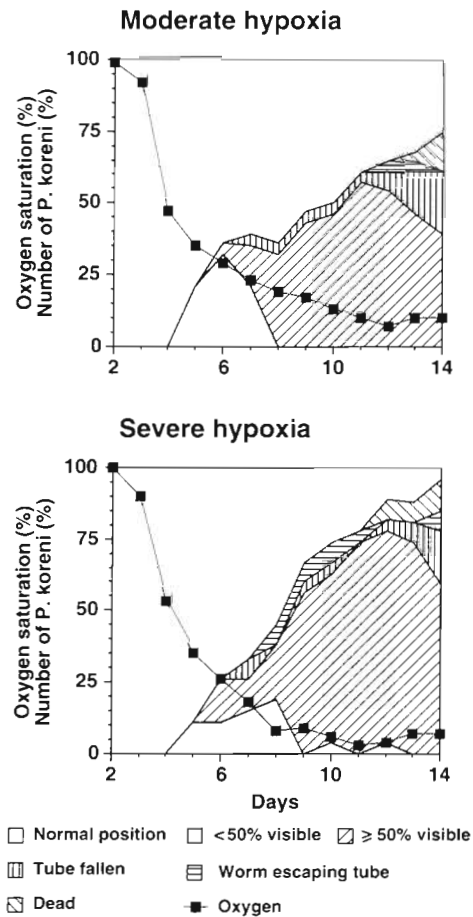 Moderate hypoxia
Oxygen saturation (%)
Number of P. koreni (%)
100
75
50
25
0
2
6
10
14
Severe hypoxia
Oxygen saturation (%)
Number of P. koreni (%)
100
75
50
25
0
2
6
10
14
Days
Normal position
<50% visible
≥ 50% visible
Tube fallen
Worm escaping tube
Dead
Oxygen